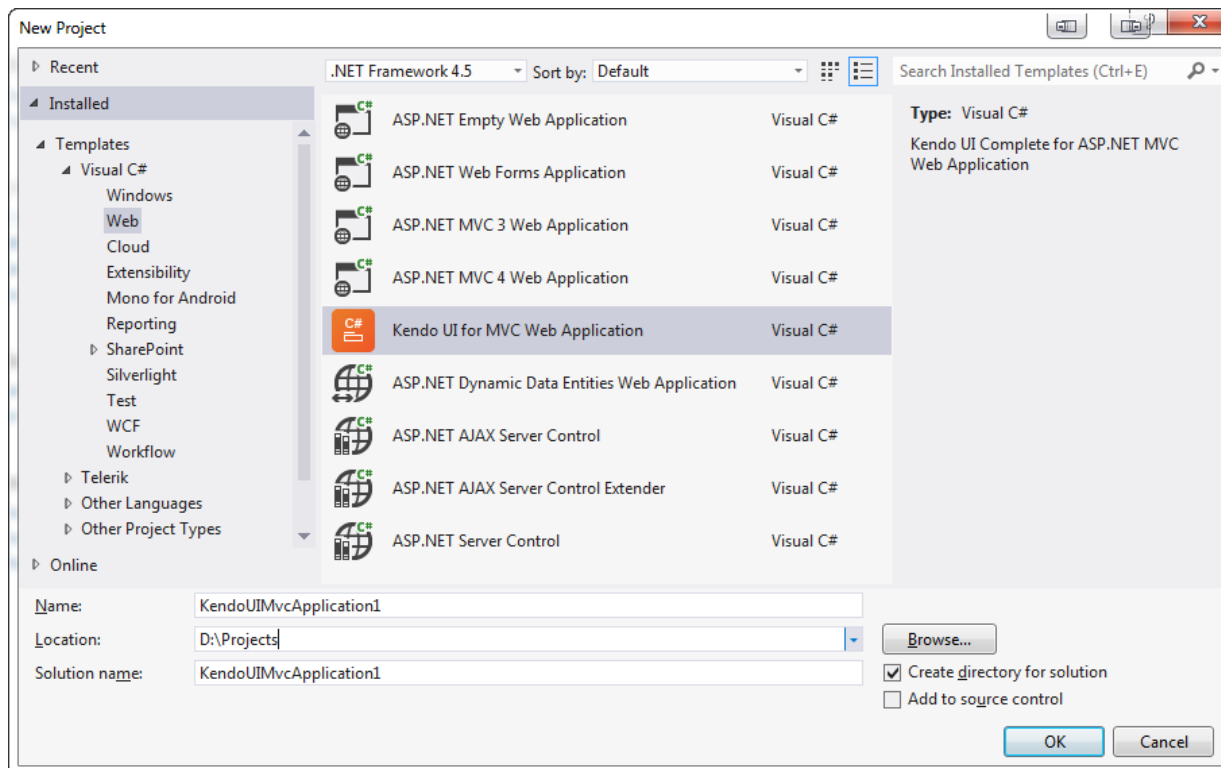 New Project
Recent
.NET Framework 4.5
Sort by: Default
Search Installed Templates (Ctrl+E)
Installed
Templates
Visual C#
Windows
Web
Cloud
Extensibility
Mono for Android
Reporting
SharePoint
Silverlight
Test
WCF
Workflow
Telerik
Other Languages
Other Project Types
Online
C# ASP.NET Empty Web Application Visual C#
C# ASP.NET Web Forms Application Visual C#
C# ASP.NET MVC 3 Web Application Visual C#
C# ASP.NET MVC 4 Web Application Visual C#
C# Kendo UI for MVC Web Application Visual C#
C# ASP.NET Dynamic Data Entities Web Application Visual C#
C# ASP.NET AJAX Server Control Visual C#
C# ASP.NET AJAX Server Control Extender Visual C#
C# ASP.NET Server Control Visual C#
Type: Visual C#
Kendo UI Complete for ASP.NET MVC
Web Application
Name: KendoUIMvcApplication1
Location: D:\Projects
Browse...
Solution name: KendoUIMvcApplication1
Create directory for solution
Add to source control
OK
Cancel